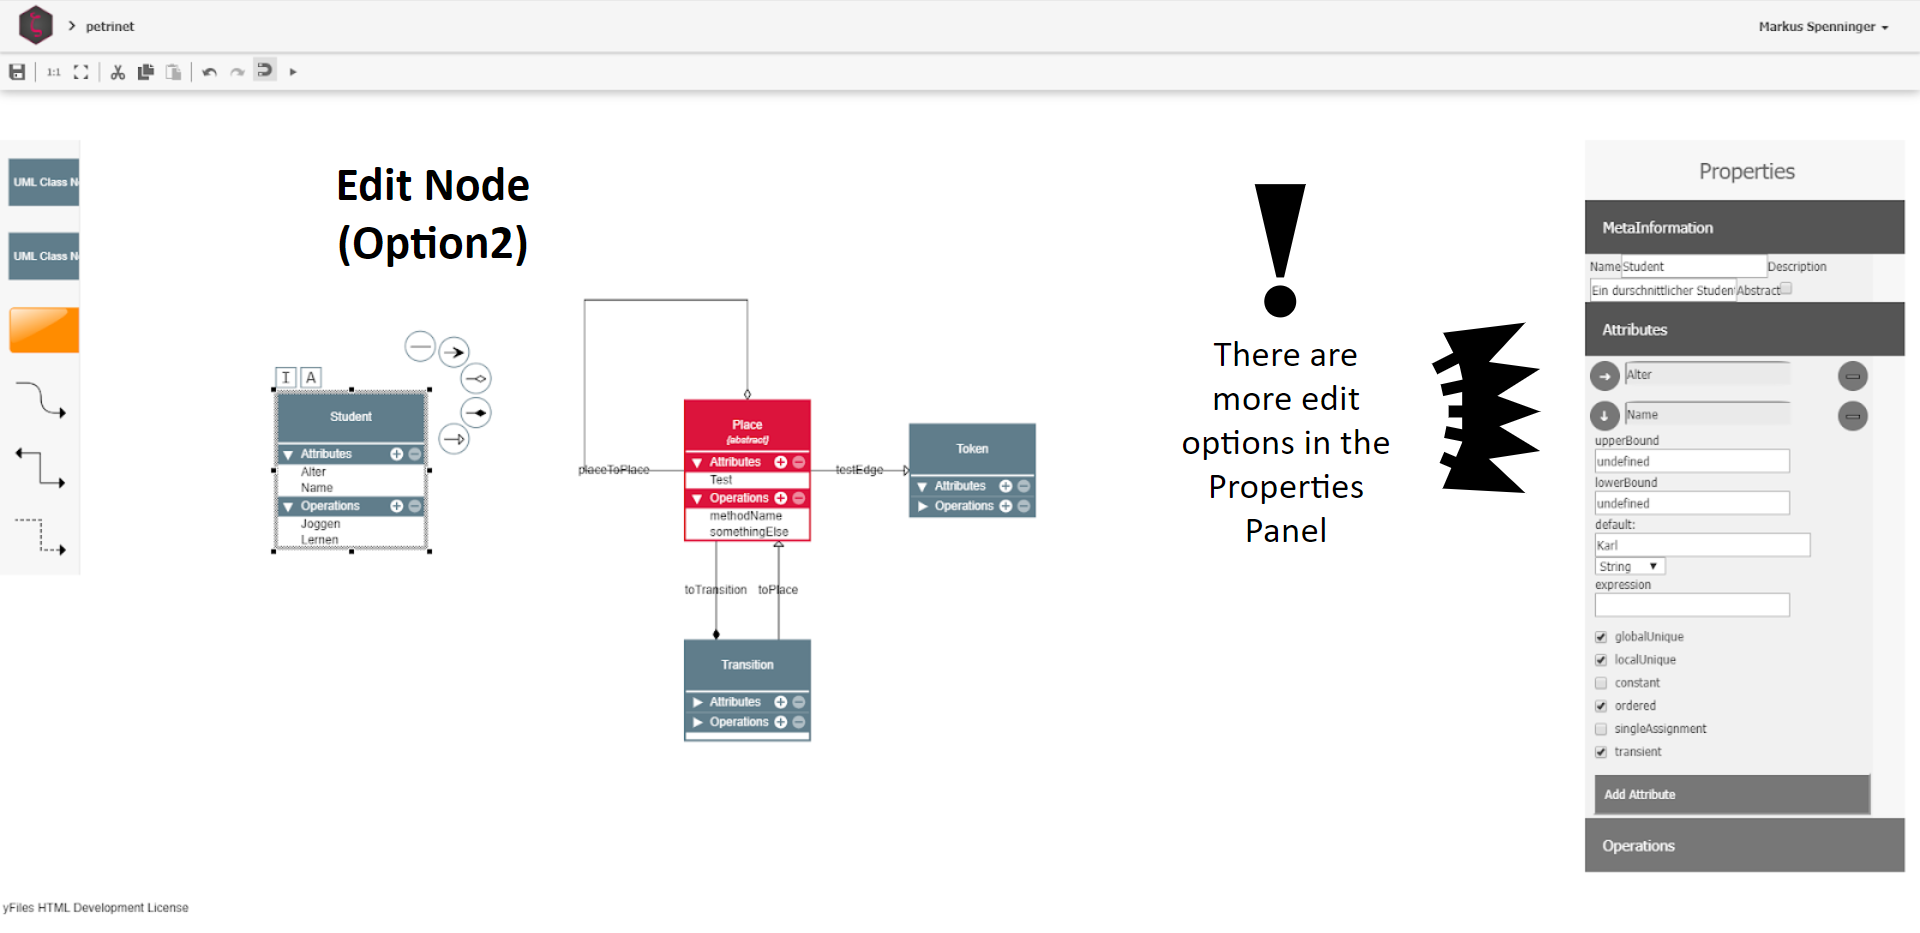 petrinet
Markus Spenninger
1:1
UML Class N
UML Class N
Edit Node
(Option2)
I A
Student
Attributes
Alter
Name
Operations
Joggen
Lernen
placeToPlace
Place
{abstract}
Attributes
Test
Operations
methodName
somethingElse
testEdge
Token
Attributes
Operations
toTransition
toPlace
Transition
Attributes
Operations
!
There are
more edit
options in the
Properties
Panel
Properties
MetaInformation
Name Student Description
Ein durschnittlicher Studen Abstract
Attributes
Alter
Name
upperBound
undefined
lowerBound
undefined
default:
Karl
String
expression
globalUnique
localUnique
constant
ordered
singleAssignment
transient
Add Attribute
Operations
yFiles HTML Development License